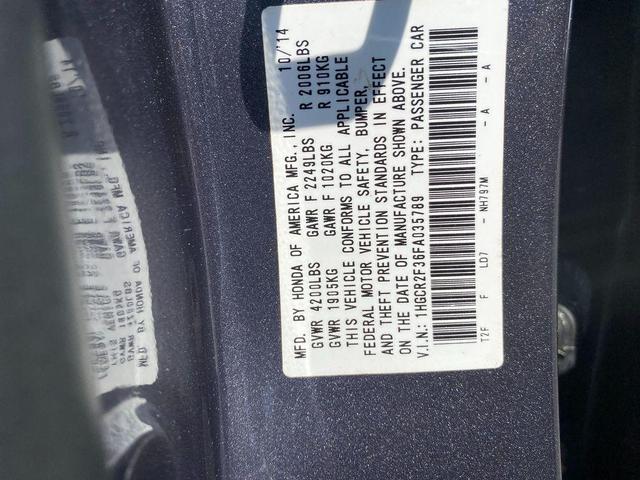 MFD. BY HONDA OF AMERICA MFG., INC. 10/'14
GVWR 4200LBS GAWR F 2249LBS R 2006LBS
GVWR 1905KG GAWR F 1020KG R 910KG
THIS VEHICLE CONFORMS TO ALL APPLICABLE
FEDERAL MOTOR VEHICLE SAFETY, BUMPER,
AND THEFT PREVENTION STANDARDS IN EFFECT
ON THE DATE OF MANUFACTURE SHOWN ABOVE.
V.I.N.: 1HGCR2F36FA035789 TYPE: PASSENGER CAR
T2F F LD7 - NH797M - A - A